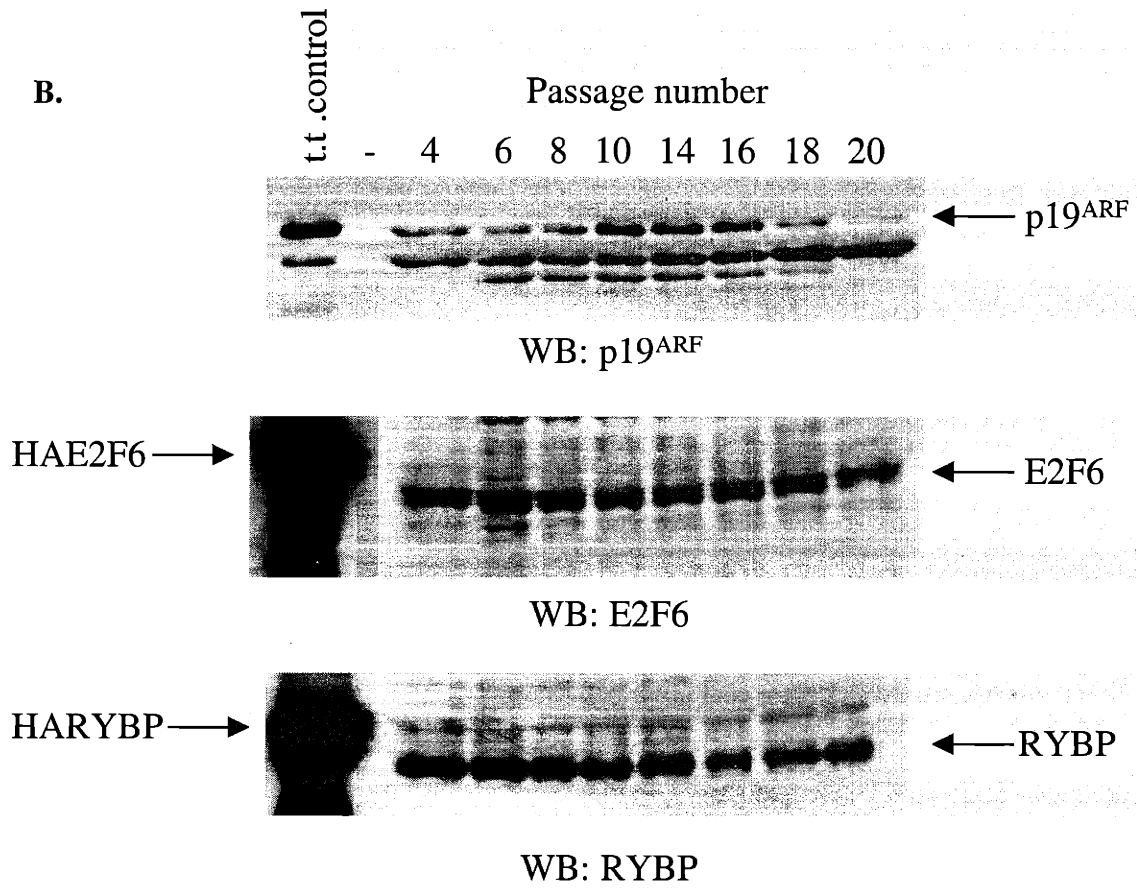 B.
t.t .control
Passage number
- 4 6 8 10 14 16 18 20
p19ARF
WB: p19ARF
HAE2F6
E2F6
WB: E2F6
HARYBP
RYBP
WB: RYBP